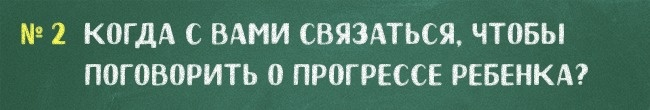 № 2 КОГДА С ВАМИ СВЯЗАТЬСЯ, ЧТОБЫ
ПОГОВОРИТЬ О ПРОГРЕССЕ РЕБЕНКА?